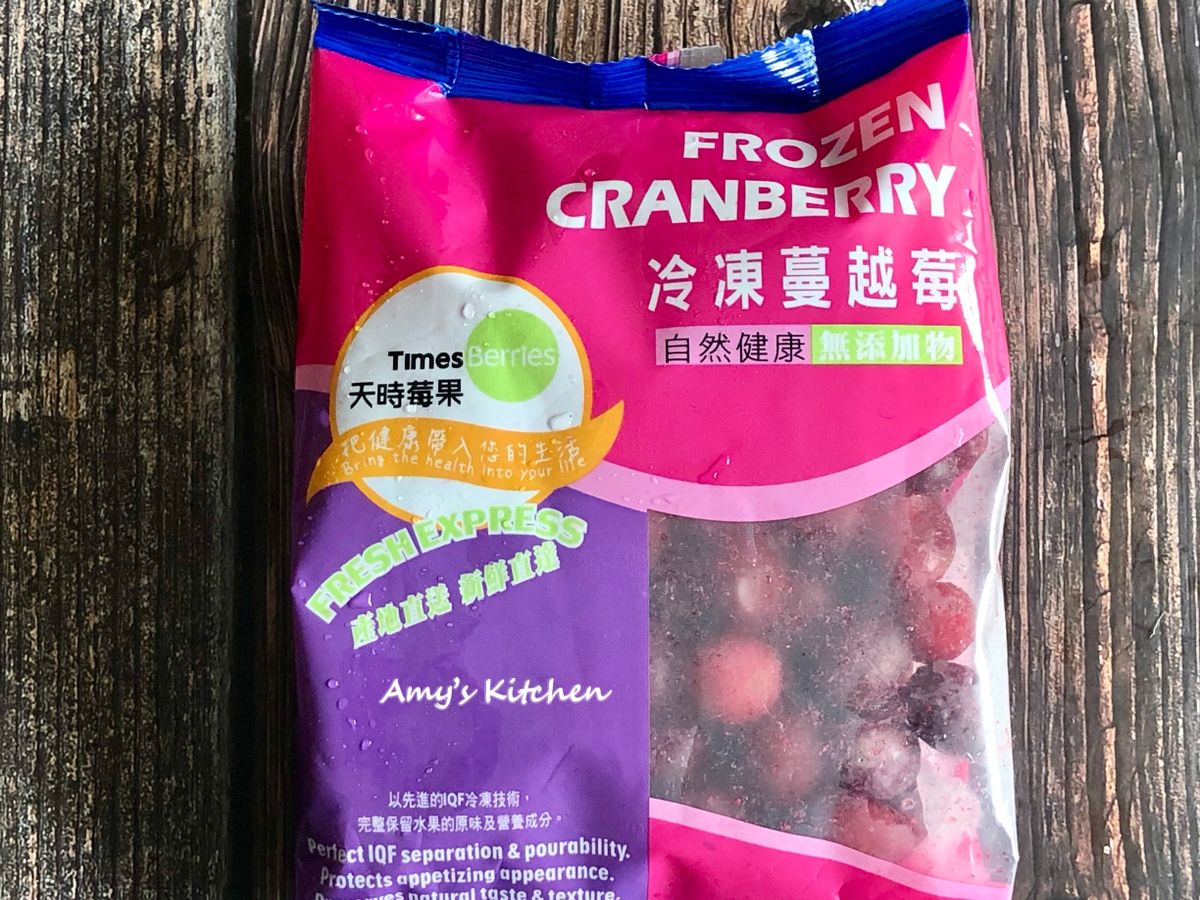 FROZEN
CRANBERRY
冷凍蔓越莓
自然健康 無添加物
Times Berries
天時莓果
把健康帶入您的生活
Bring the health into your life
FRESH EXPRESS
產地直送 新鮮直達
Amy's Kitchen
以先進的IQF冷凍技術，
完整保留水果的原味及營養成分。
Perfect IQF separation & pourability.
Protects appetizing appearance.
natural taste & texture.